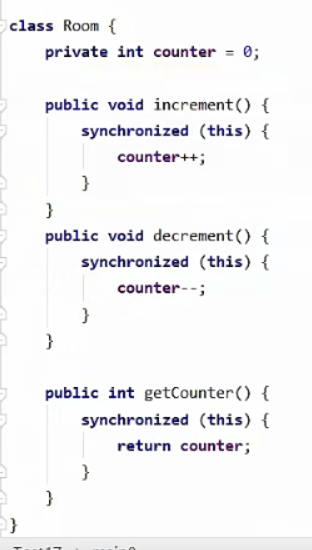 class Room {
    private int counter = 0;
    public void increment() {
        synchronized (this) {
            counter++;
        }
    }
    public void decrement() {
        synchronized (this) {
            counter--;
        }
    }
    public int getCounter() {
        synchronized (this) {
            return counter;
        }
    }
}